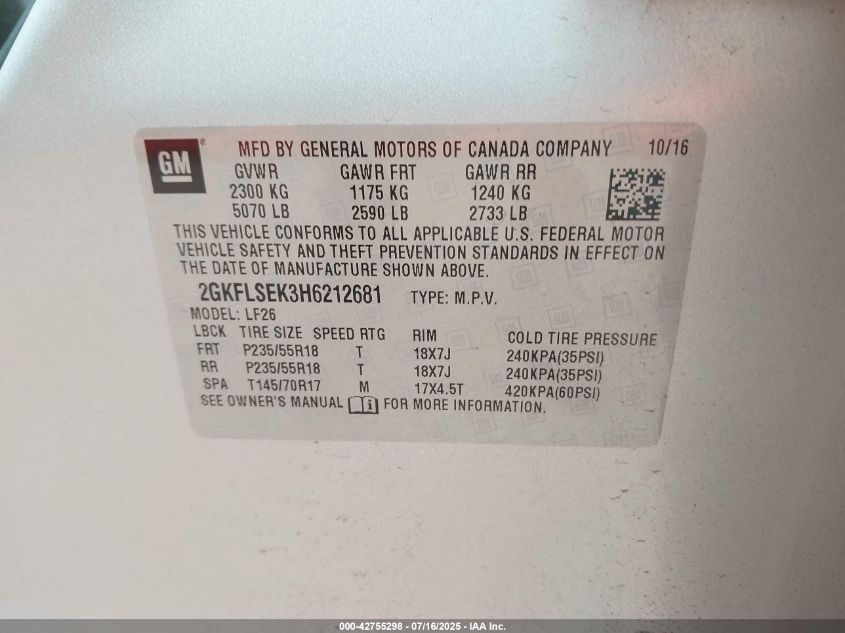 GM
MFD BY GENERAL MOTORS OF CANADA COMPANY 10/16
GVWR GAWR FRT GAWR RR
2300 KG 1175 KG 1240 KG
5070 LB 2590 LB 2733 LB
THIS VEHICLE CONFORMS TO ALL APPLICABLE U.S. FEDERAL MOTOR
VEHICLE SAFETY AND THEFT PREVENTION STANDARDS IN EFFECT ON
THE DATE OF MANUFACTURE SHOWN ABOVE.
2GKFLSEK3H6212681 TYPE: M.P.V.
MODEL: LF26
LBCK TIRE SIZE SPEED RTG RIM COLD TIRE PRESSURE
FRT P235/55R18 T 18X7J 240KPA(35PSI)
RR P235/55R18 T 18X7J 240KPA(35PSI)
SPA T145/70R17 M 17X4.5T 420KPA(60PSI)
SEE OWNER'S MANUAL i FOR MORE INFORMATION.
000-42755298 - 07/16/2025 - IAA Inc.